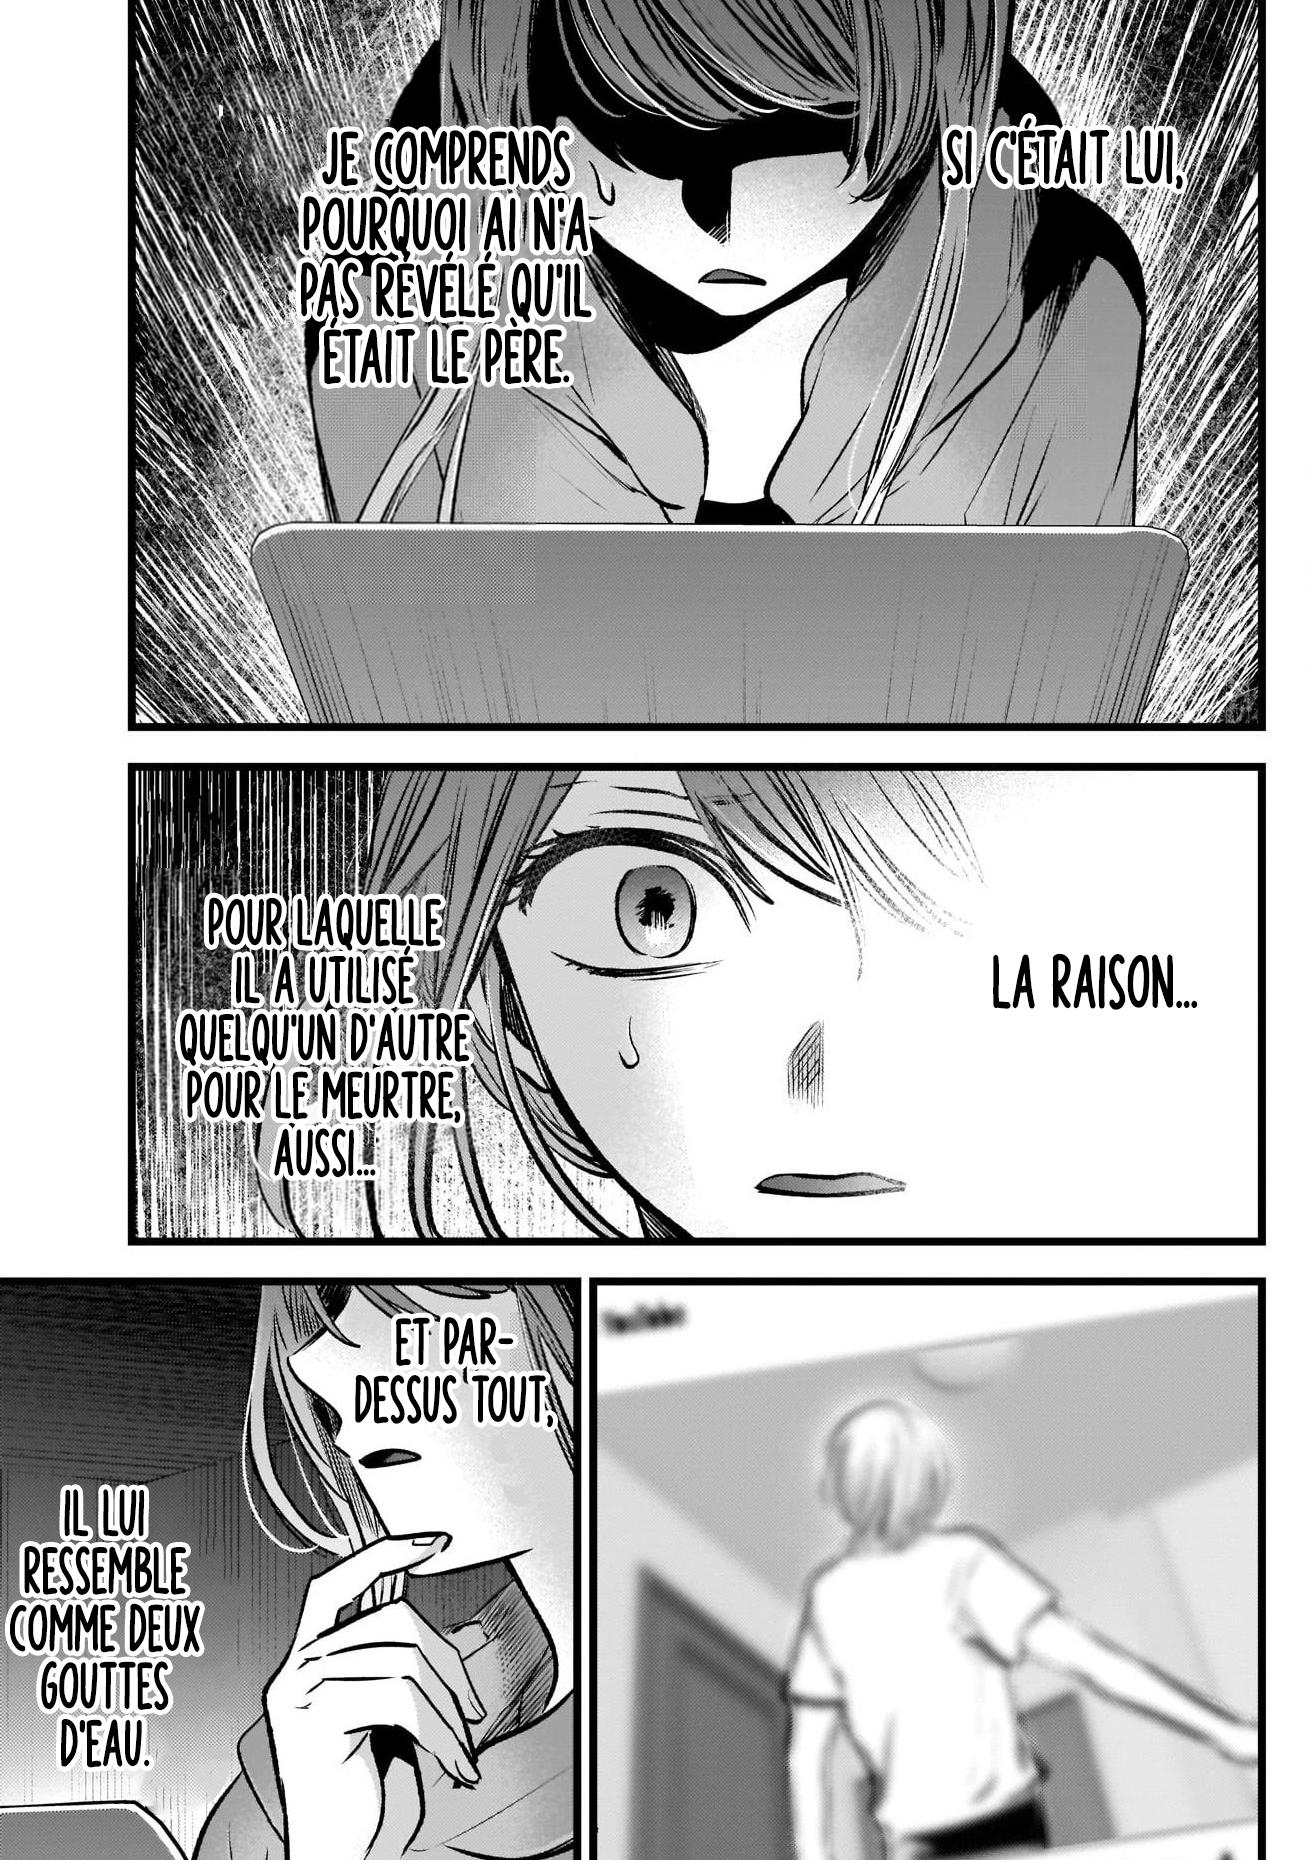 SI C'ÉTAIT LUI,
JE COMPRENDS
POURQUOI AI N'A
PAS RÉVÉLÉ QU'IL
ÉTAIT LE PÈRE.
LA RAISON...
POUR LAQUELLE
IL A UTILISÉ
QUELQU'UN D'AUTRE
POUR LE MEURTRE,
AUSSI...
ET PAR-
DESSUS TOUT,
IL LUI
RESSEMBLE
COMME DEUX
GOUTTES
D'EAU.